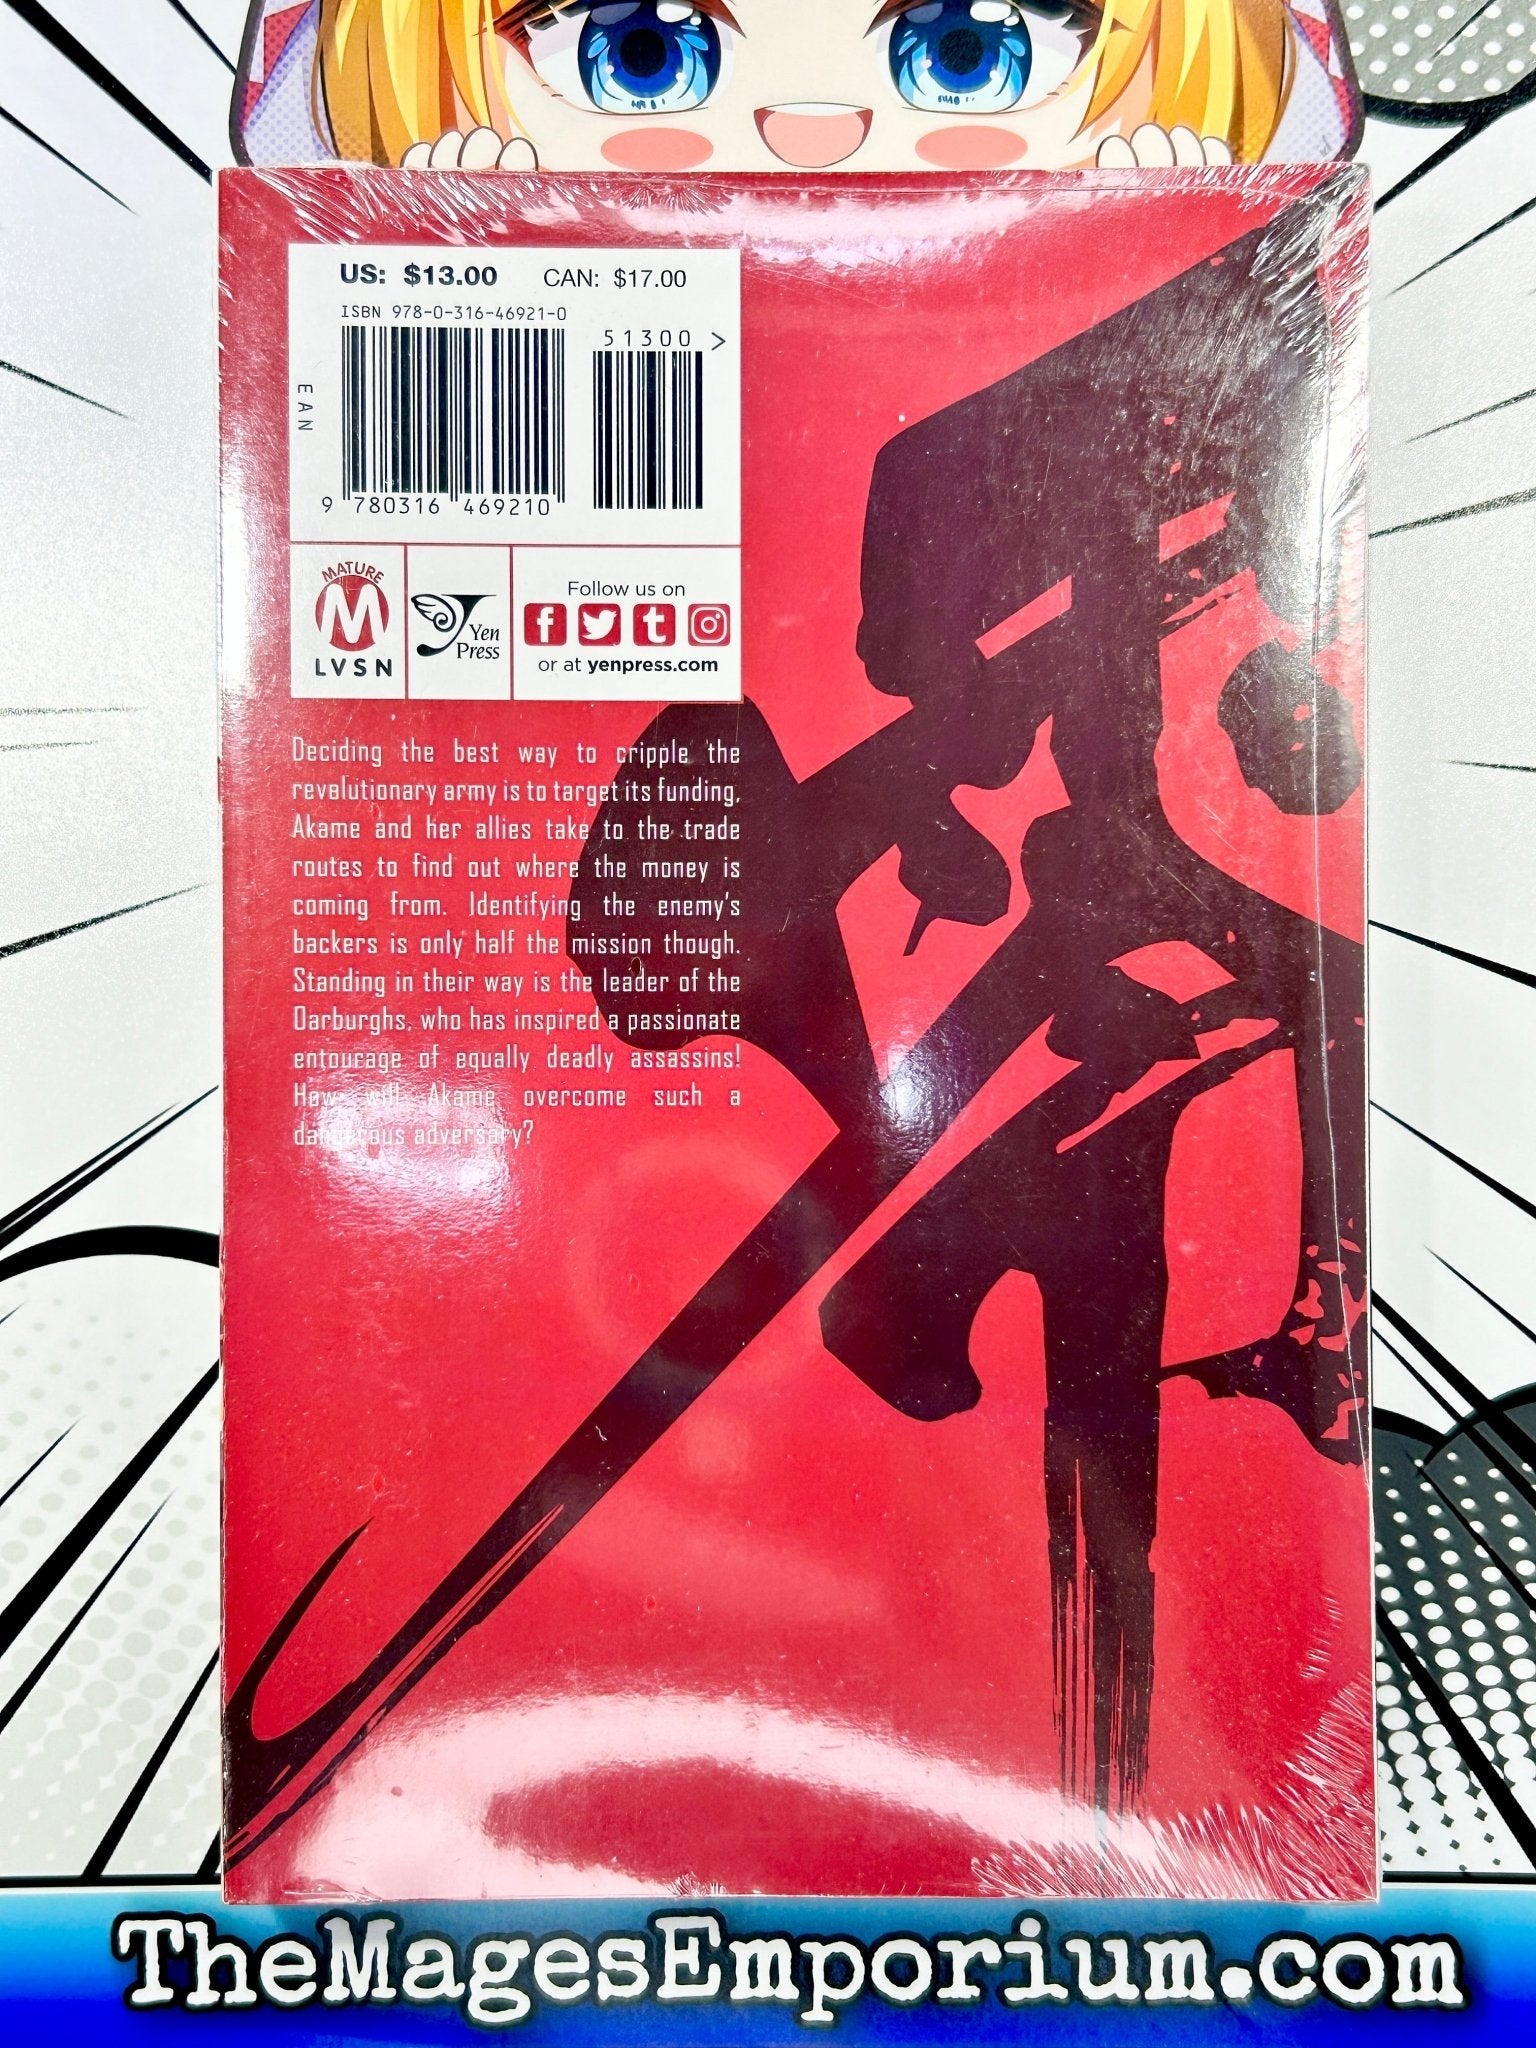 US: $13.00 CAN: $17.00
ISBN 978-0-316-46921-0
51300 >
EAN
9 780316 469210
MATURE
M
LVSN
Yen
Press
Follow us on
f t
or at yenpress.com
Deciding the best way to cripple the
revolutionary army is to target its funding,
Akame and her allies take to the trade
routes to find out where the money is
coming from. Identifying the enemy's
backers is only half the mission though.
Standing in their way is the leader of the
Oarburghs, who has inspired a passionate
entourage of equally deadly assassins!
How will Akame overcome such a
dangerous adversary?
TheMagesEmporium.com